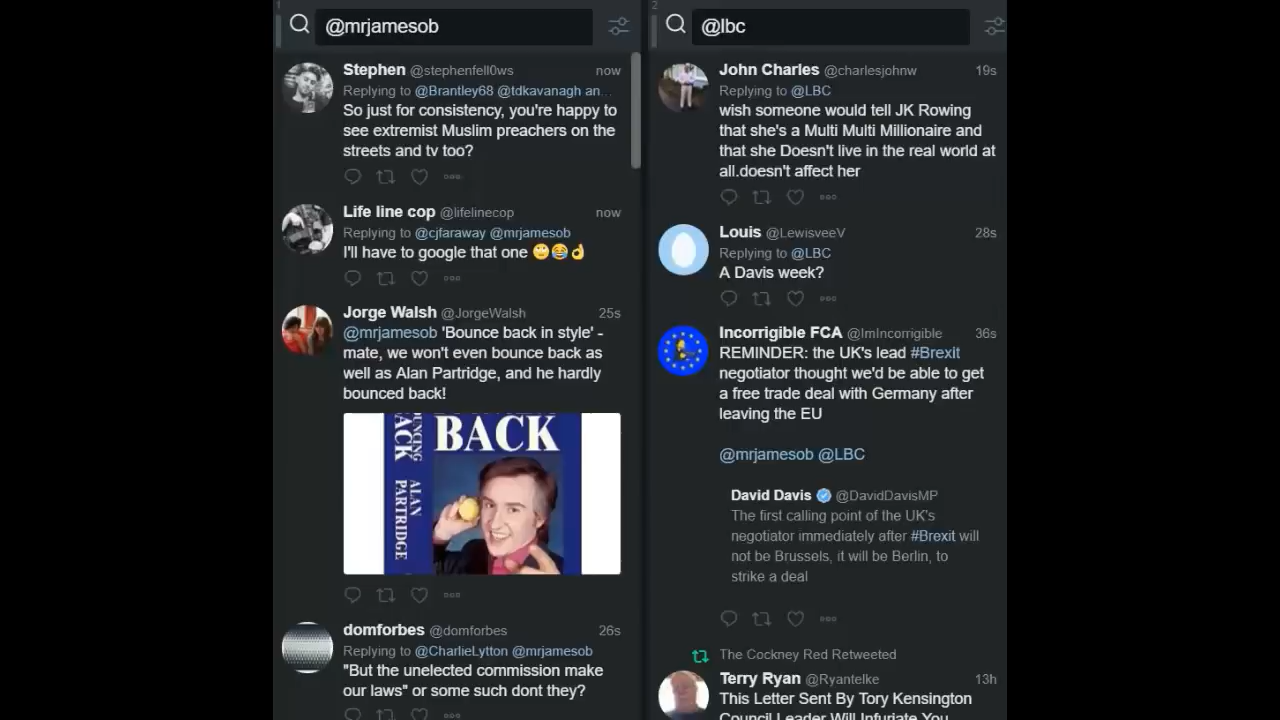 1
@mrjamesob
Stephen @stephenfell0ws now
Replying to @Brantley68 @tdkavanagh an...
So just for consistency, you're happy to
see extremist Muslim preachers on the
streets and tv too?
Life line cop @lifelinecop now
Replying to @cjfaraway @mrjamesob
I'll have to google that one 🙄😂👌
Jorge Walsh @JorgeWalsh 25s
@mrjamesob 'Bounce back in style' -
mate, we won't even bounce back as
well as Alan Partridge, and he hardly
bounced back!
BACK
BACK
ALAN
PARTRIDGE
domforbes @domforbes 26s
Replying to @CharlieLytton @mrjamesob
"But the unelected commission make
our laws" or some such dont they?
2
@lbc
John Charles @charlesjohnw 19s
Replying to @LBC
wish someone would tell JK Rowing
that she's a Multi Multi Millionaire and
that she Doesn't live in the real world at
all.doesn't affect her
Louis @LewisveeV 28s
Replying to @LBC
A Davis week?
Incorrigible FCA @ImIncorrigible 36s
REMINDER: the UK's lead #Brexit
negotiator thought we'd be able to get
a free trade deal with Germany after
leaving the EU
@mrjamesob @LBC
David Davis @DavidDavisMP
The first calling point of the UK's
negotiator immediately after #Brexit will
not be Brussels, it will be Berlin, to
strike a deal
The Cockney Red Retweeted
Terry Ryan @Ryantelke 13h
This Letter Sent By Tory Kensington
Council Leader Will Infuriate You